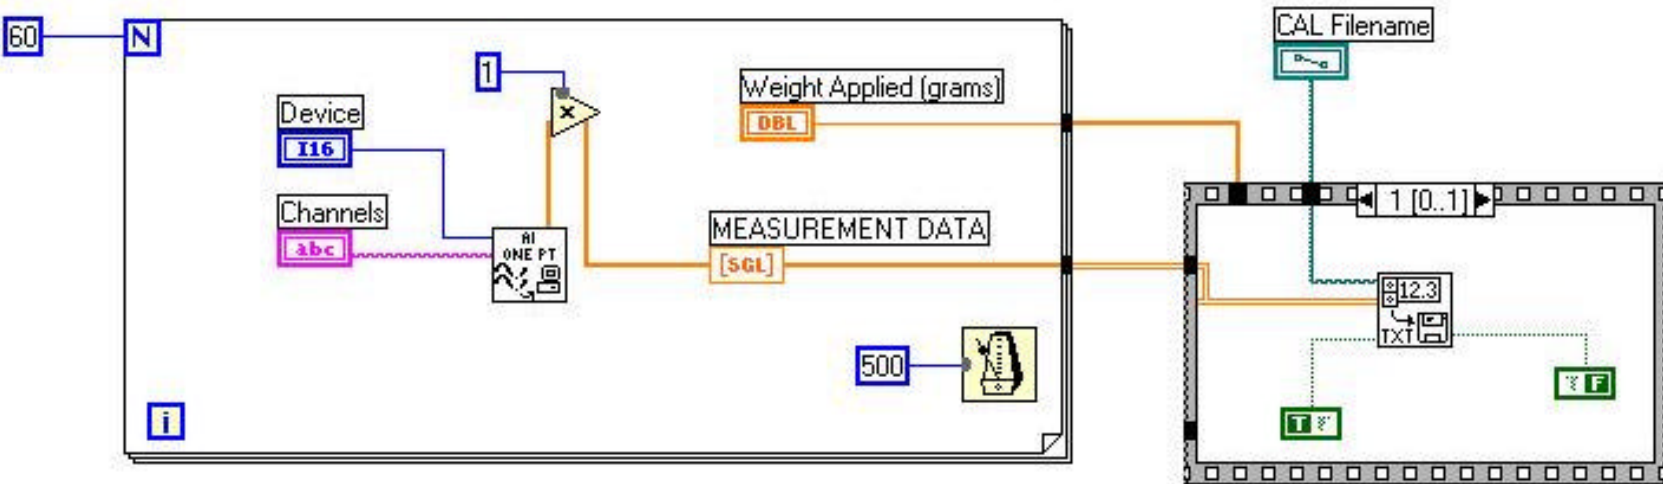 60
N
1
Device
I16
Channels
abc
AI
ONE PT
x
Weight Applied (grams)
DBL
MEASUREMENT DATA
[SGL]
500
i
CAL Filename
1 [0..1]
12.3
TXT
T
F